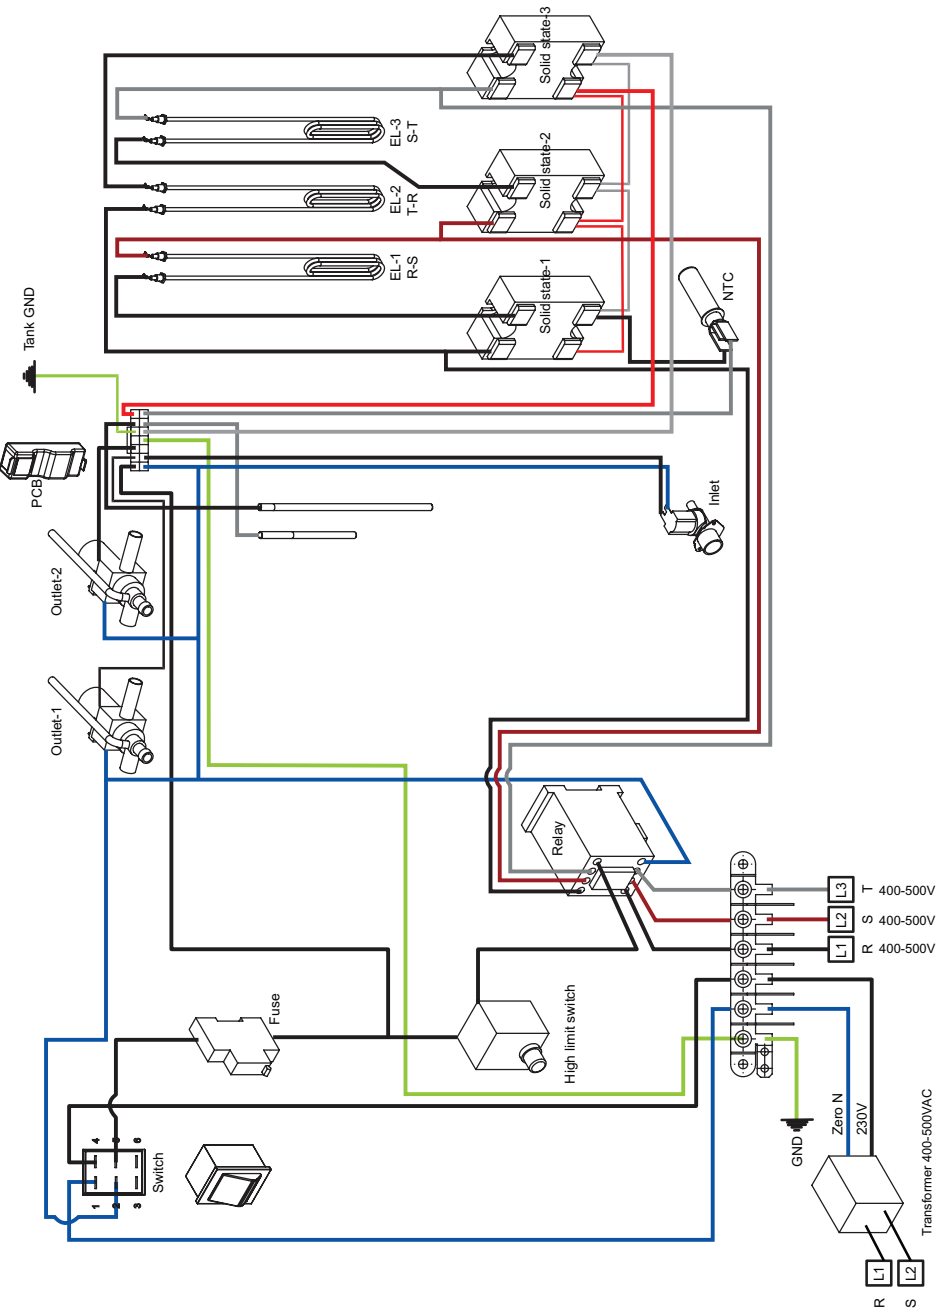 Solid state-3
Solid state-2
Solid state-1
EL-3
S-T
EL-2
T-R
EL-1
R-S
NTC
Tank GND
PCB
Inlet
Outlet-2
Outlet-1
Relay
Fuse
High limit switch
Switch
4
5
6
1
2
3
L3
T
400-500V
L2
S
400-500V
L1
R
400-500V
GND
Zero N
230V
Transformer 400-500VAC
L1
R
L2
S